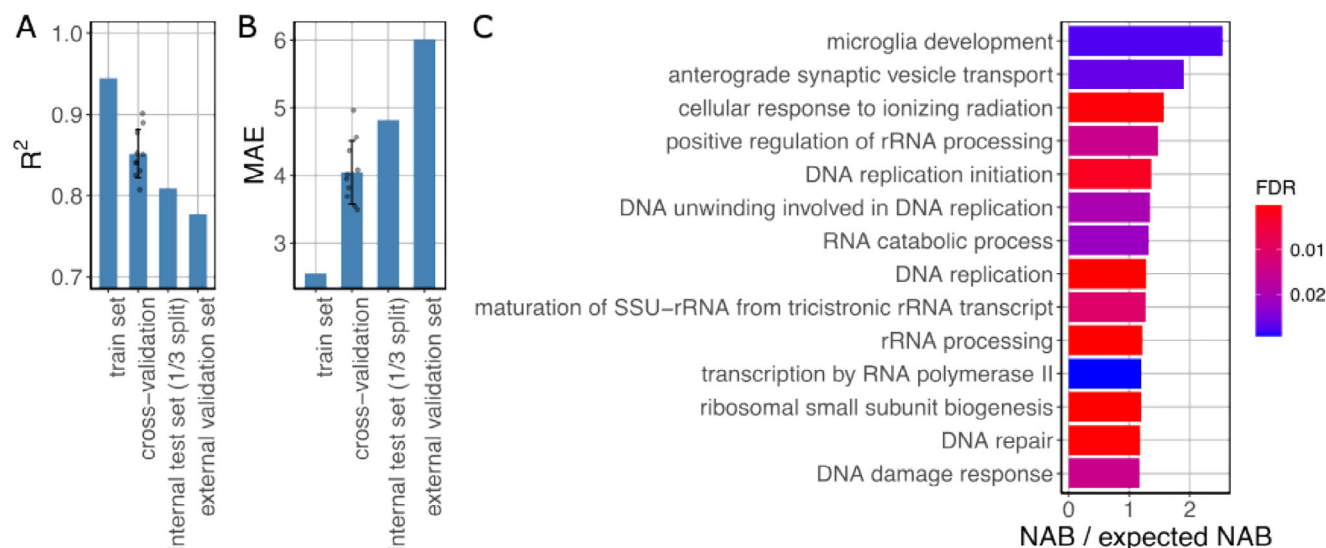 A
R2
1.0
0.9
0.8
0.7
train set
cross−validation
internal test set (1/3 split)
external validation set
B
MAE
6
5
4
3
train set
cross−validation
internal test set (1/3 split)
external validation set
C
microglia development
anterograde synaptic vesicle transport
cellular response to ionizing radiation
positive regulation of rRNA processing
DNA replication initiation
DNA unwinding involved in DNA replication
RNA catabolic process
DNA replication
maturation of SSU−rRNA from tricistronic rRNA transcript
rRNA processing
transcription by RNA polymerase II
ribosomal small subunit biogenesis
DNA repair
DNA damage response
0 1 2
NAB / expected NAB
FDR
0.01
0.02